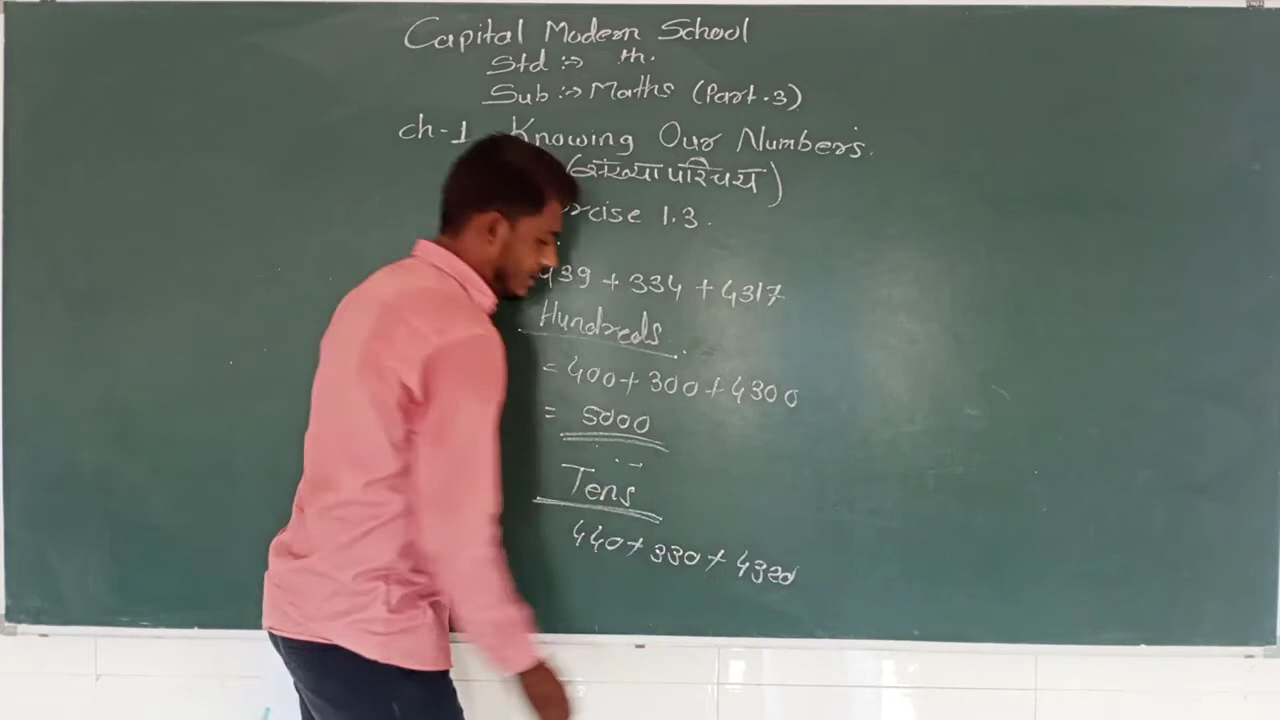 Capital Modern School
Std :-> th.
Sub :-> Maths (Part-3)
ch-1 Knowing Our Numbers.
(संख्या परिचय)
rcise 1.3.
439 + 334 + 4317
Hundreds
= 400 + 300 + 4300
= 5000
Tens
440 + 330 + 4320